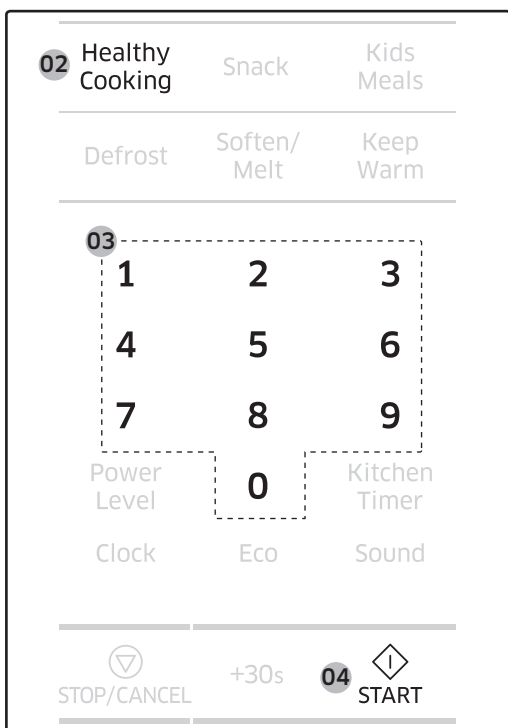 02 Healthy Cooking Snack Kids Meals
Defrost Soften/ Melt Keep Warm
03
1 2 3
4 5 6
7 8 9
Power Level 0 Kitchen Timer
Clock Eco Sound
STOP/CANCEL +30s 04 START